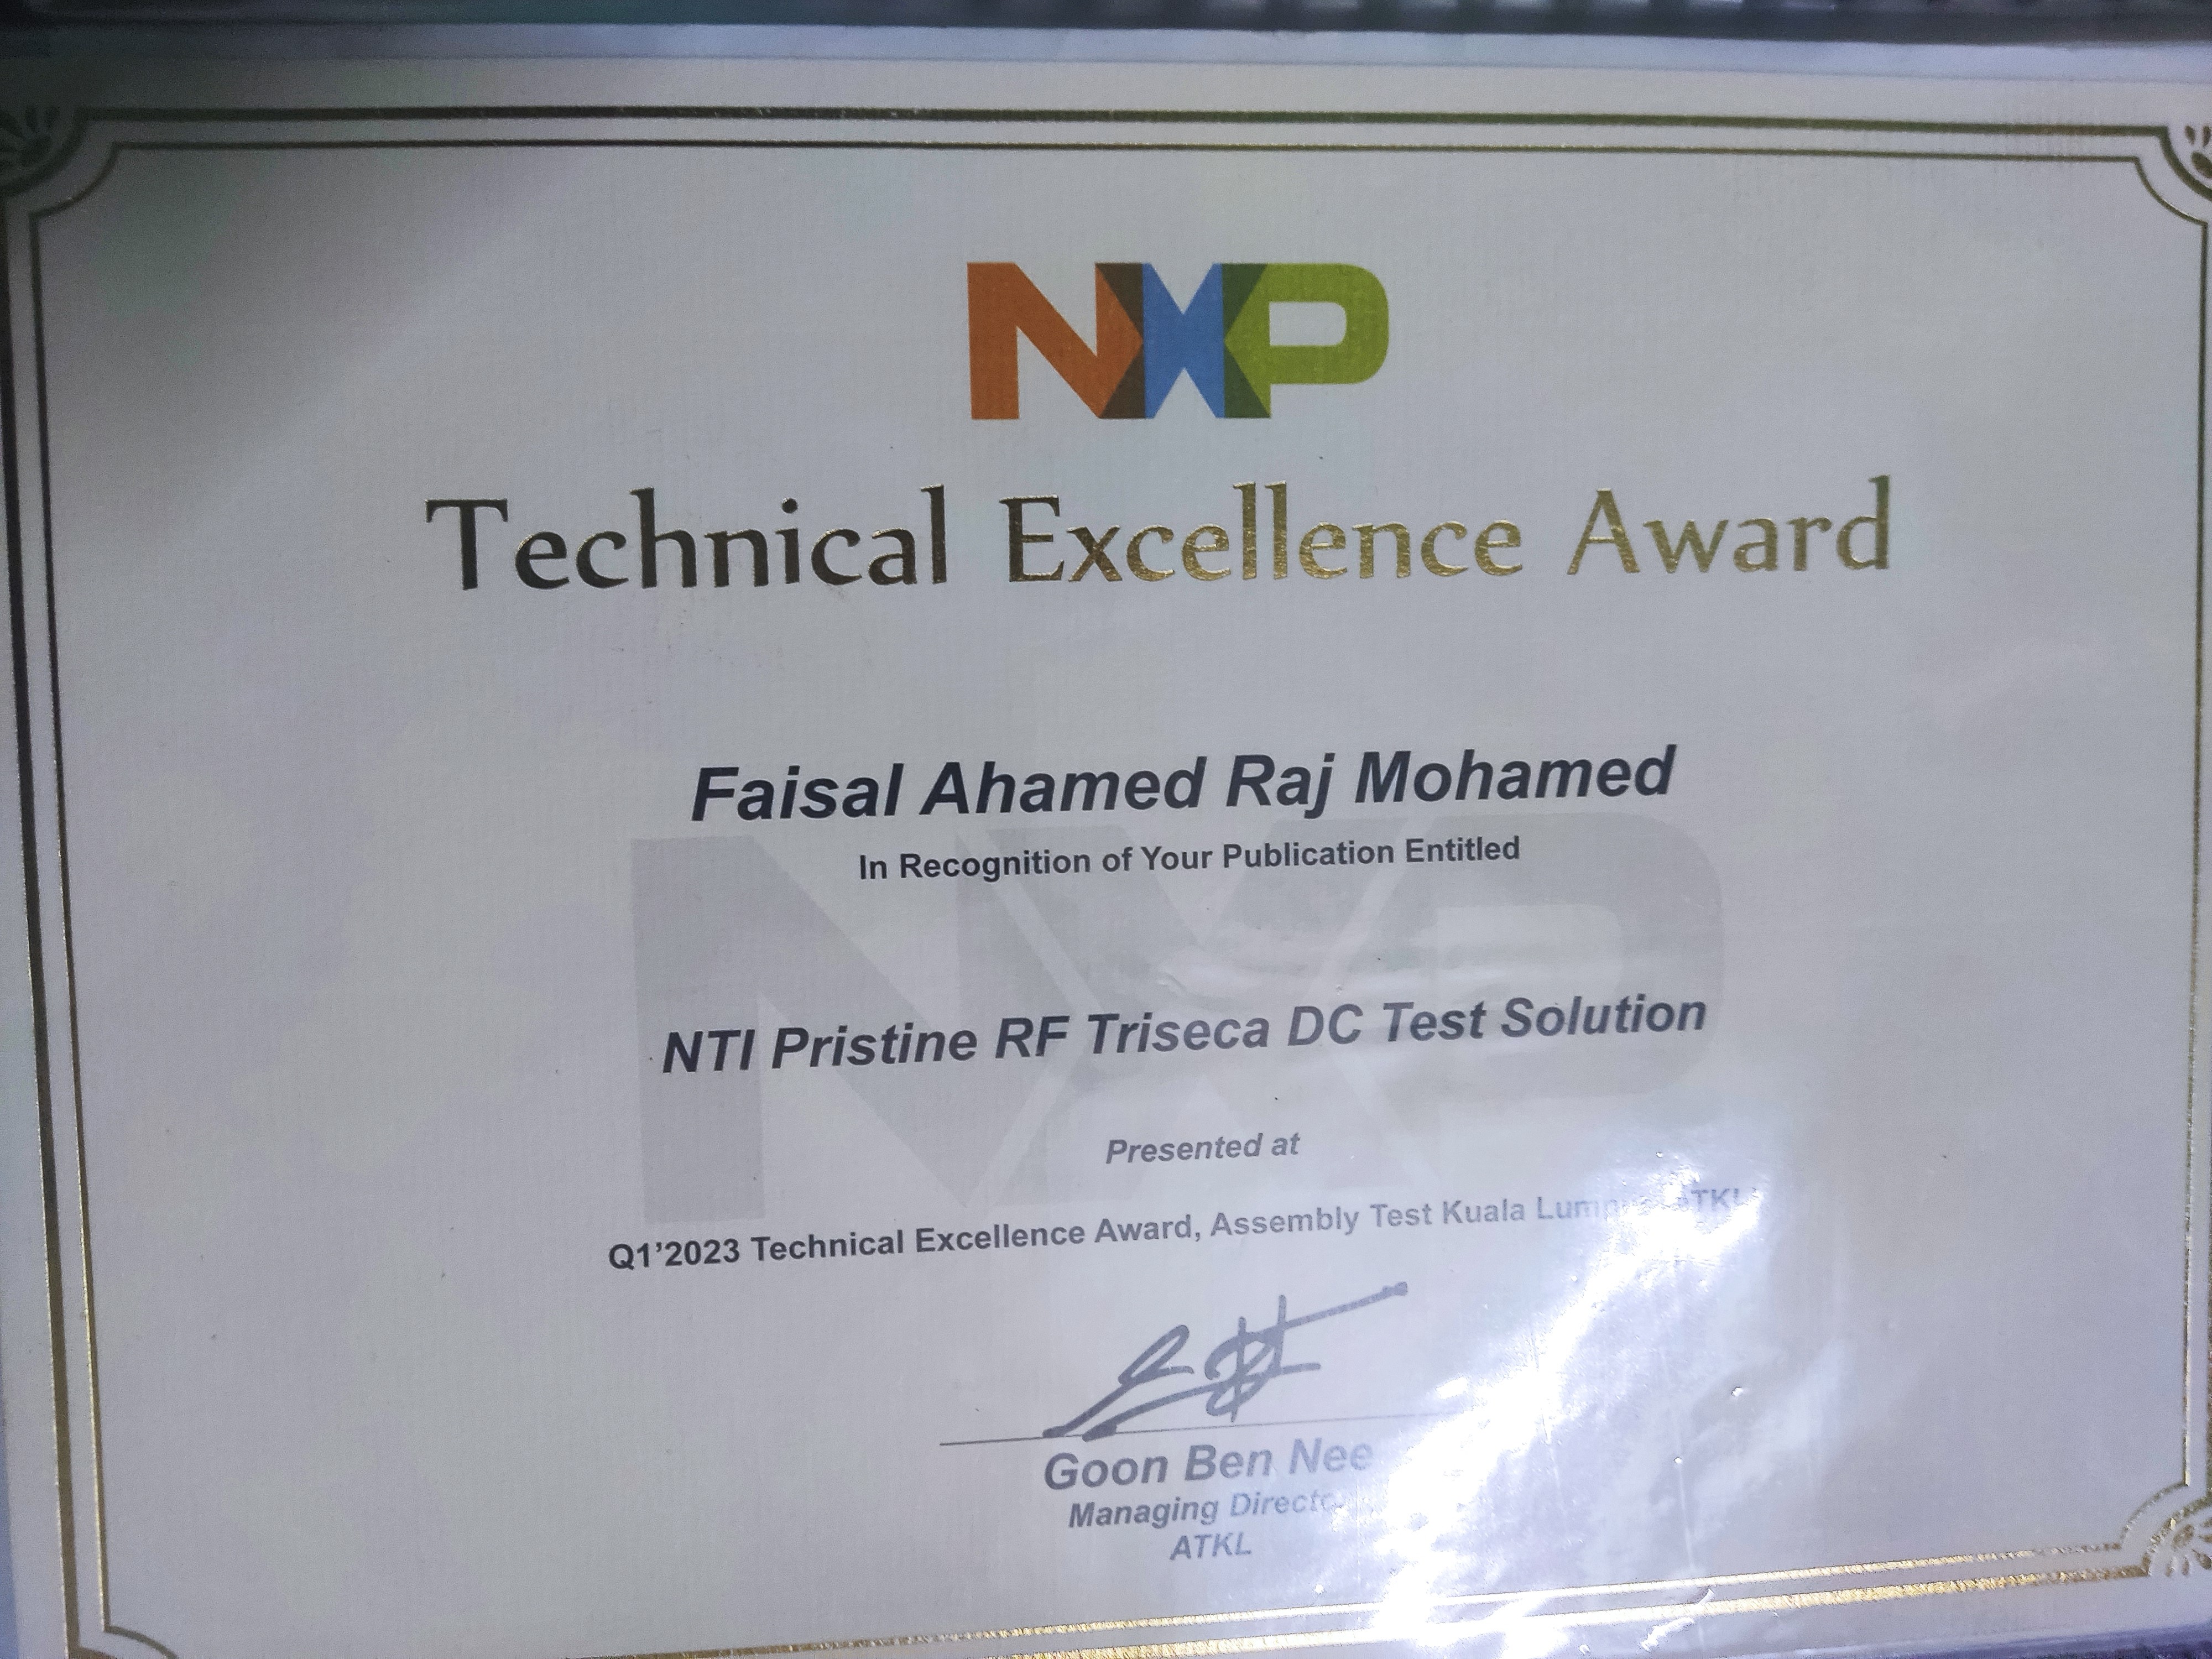 NXP
Technical Excellence Award
Faisal Ahamed Raj Mohamed
In Recognition of Your Publication Entitled
NTI Pristine RF Triseca DC Test Solution
Presented at
Q1'2023 Technical Excellence Award, Assembly Test Kuala
Goon Ben Nee
Managing
ATKL